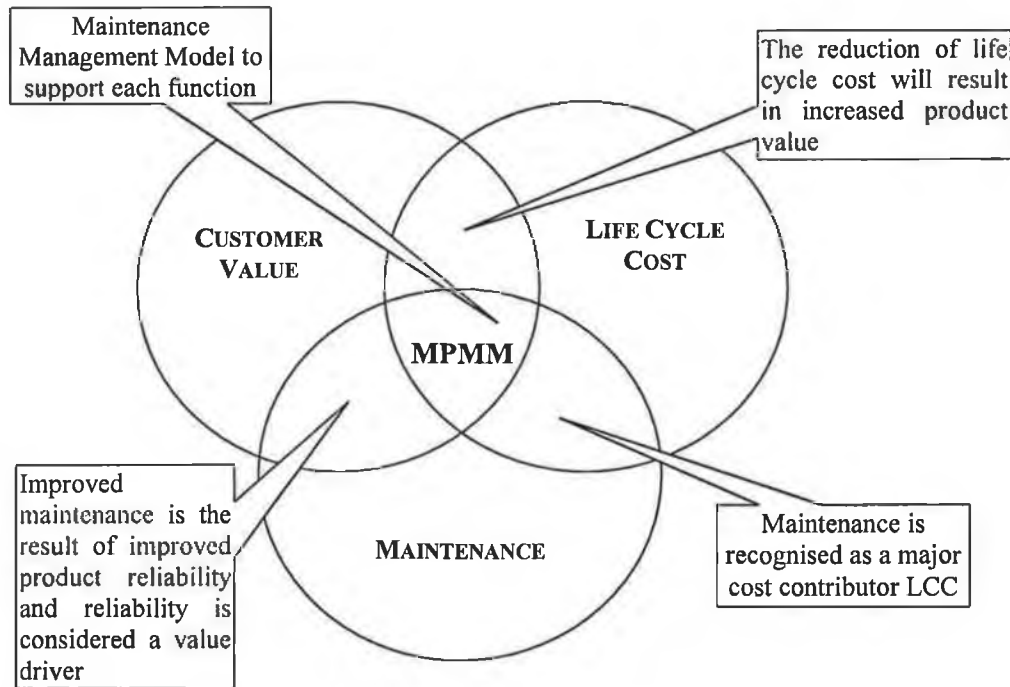 Maintenance
Management Model to
support each function
The reduction of life
cycle cost will result
in increased product
value
CUSTOMER
VALUE
LIFE CYCLE
COST
MPMM
Improved
maintenance is the
result of improved
product reliability
and reliability is
considered a value
driver
MAINTENANCE
Maintenance is
recognised as a major
cost contributor LCC